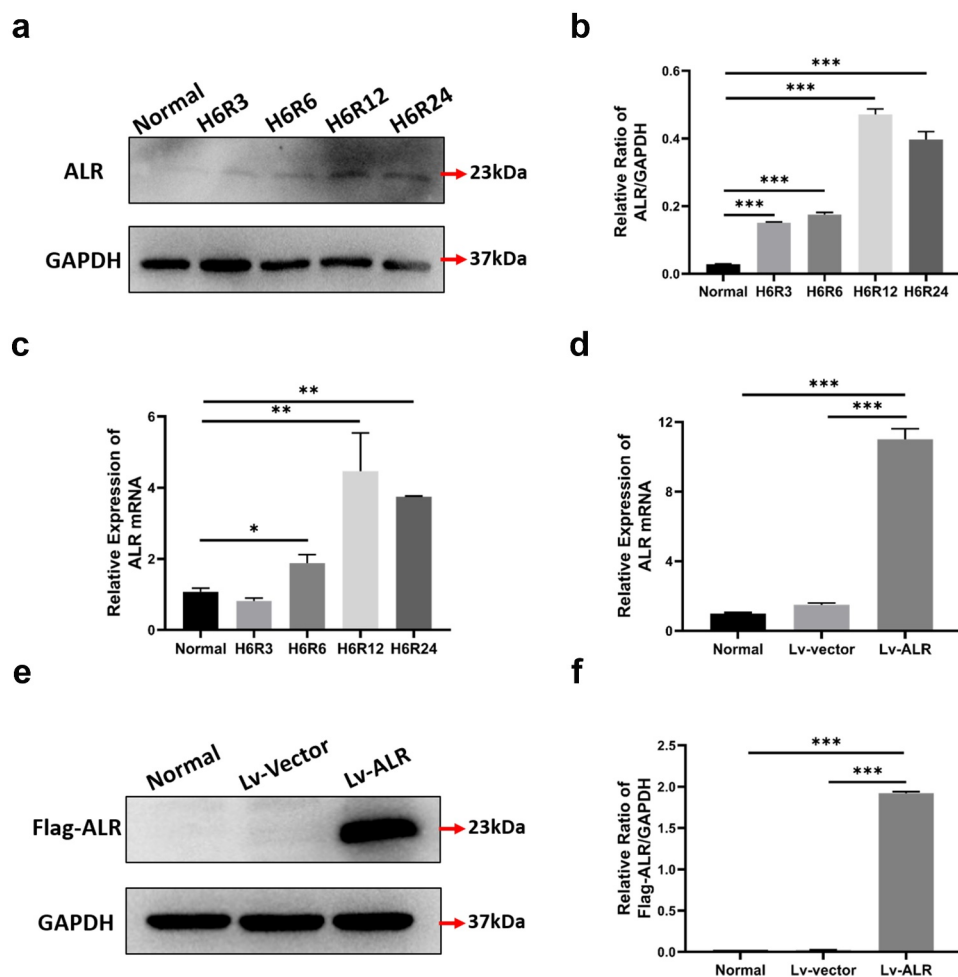 a
Normal H6R3 H6R6 H6R12 H6R24
ALR 23kDa
GAPDH 37kDa
b
Relative Ratio of
ALR/GAPDH
0.6
0.4
0.2
0.0
***
***
***
***
Normal H6R3 H6R6 H6R12 H6R24
c
Relative Expression of
ALR mRNA
6
4
2
0
**
**
*
Normal H6R3 H6R6 H6R12 H6R24
d
Relative Expression of
ALR mRNA
12
9
6
3
0
***
***
Normal Lv-vector Lv-ALR
e
Normal Lv-Vector Lv-ALR
Flag-ALR 23kDa
GAPDH 37kDa
f
Relative Ratio of
Flag-ALR/GAPDH
2.5
2.0
1.5
1.0
0.5
0.0
***
***
Normal Lv-vector Lv-ALR